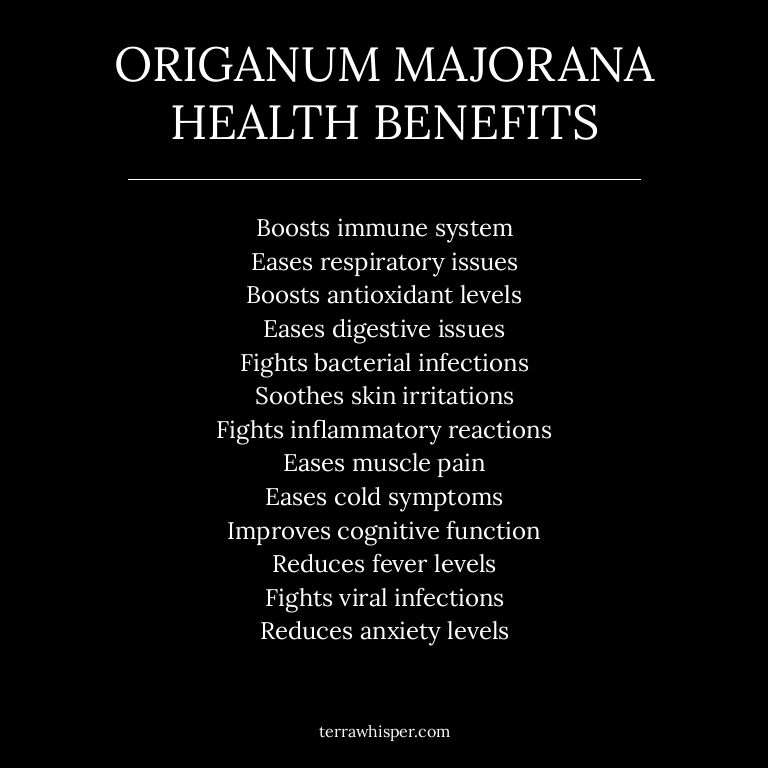 ORIGANUM MAJORANA
HEALTH BENEFITS
Boosts immune system
Eases respiratory issues
Boosts antioxidant levels
Eases digestive issues
Fights bacterial infections
Soothes skin irritations
Fights inflammatory reactions
Eases muscle pain
Eases cold symptoms
Improves cognitive function
Reduces fever levels
Fights viral infections
Reduces anxiety levels
terrawhisper.com